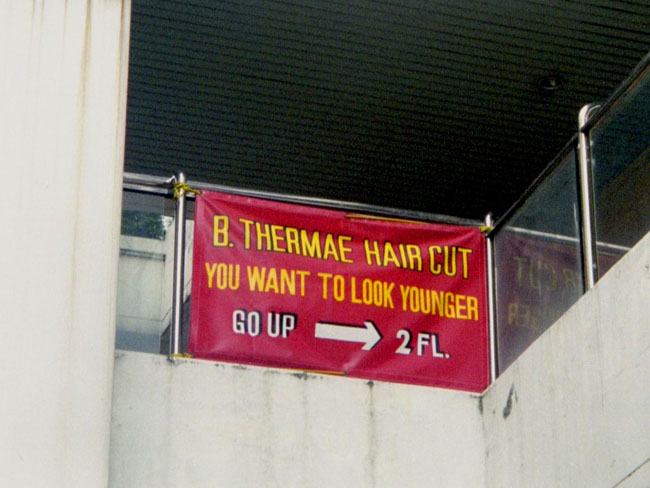 B. THERMAE HAIR CUT
YOU WANT TO LOOK YOUNGER
GO UP → 2 FL.